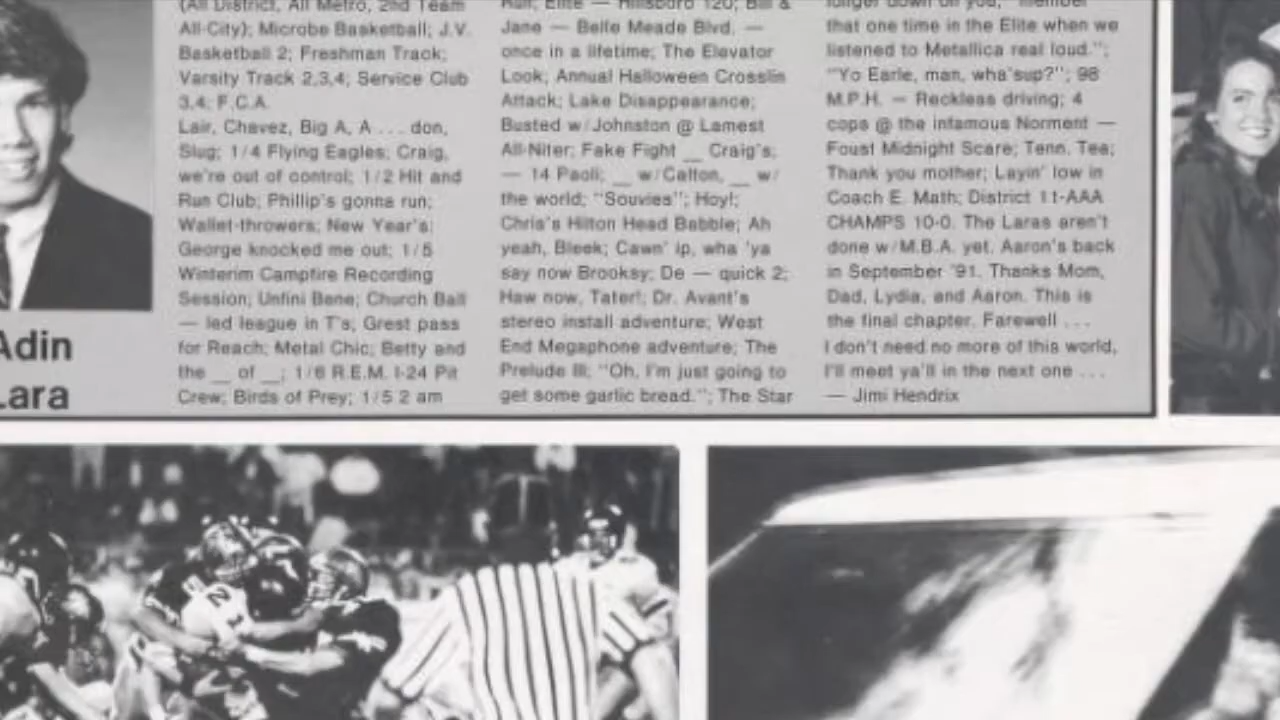 Adin
Lara
(All District, All Metro, 2nd Team
All-City); Microbe Basketball; J.V.
Basketball 2; Freshman Track;
Varsity Track 2,3,4; Service Club
3,4; F.C.A.
Lair, Chavez, Big A, A . . . don,
Slug; 1/4 Flying Eagles; Craig,
we're out of control; 1/2 Hit and
Run Club; Phillip's gonna run;
Wallet-throwers; New Year's;
George knocked me out; 1/5
Winterim Campfire Recording
Session; Unfini Bene; Church Ball
— led league in T's; Grest pass
for Reach; Metal Chic; Betty and
the __ of __; 1/6 R.E.M. I-24 Pit
Crew; Birds of Prey; 1/5 2 am
Elite — Hillsboro 120; Bill &
Jane — Belle Meade Blvd. —
once in a lifetime; The Elevator
Look; Annual Halloween Crosslin
Attack; Lake Disappearance;
Busted w/Johnston @ Lamest
All-Niter; Fake Fight __ Craig's;
— 14 Paoli; __ w/Calton, __ w/
the world; "Souvies"; Hoy!;
Chris's Hilton Head Babble; Ah
yeah, Bleek; Cawn' ip, wha 'ya
say now Brooksy; De — quick 2;
Haw now, Tater!; Dr. Avant's
stereo install adventure; West
End Megaphone adventure; The
Prelude III; "Oh, I'm just going to
get some garlic bread."; The Star
longer down on you," "member
that one time in the Elite when we
listened to Metallica real loud.";
"Yo Earle, man, wha'sup?"; 98
M.P.H. — Reckless driving; 4
cops @ the infamous Norment —
Foust Midnight Scare; Tenn. Tea;
Thank you mother; Layin' low in
Coach E. Math; District 11-AAA
CHAMPS 10-0. The Laras aren't
done w/M.B.A. yet. Aaron's back
in September '91. Thanks Mom,
Dad, Lydia, and Aaron. This is
the final chapter. Farewell . . .
I don't need no more of this world,
I'll meet ya'll in the next one . . .
— Jimi Hendrix